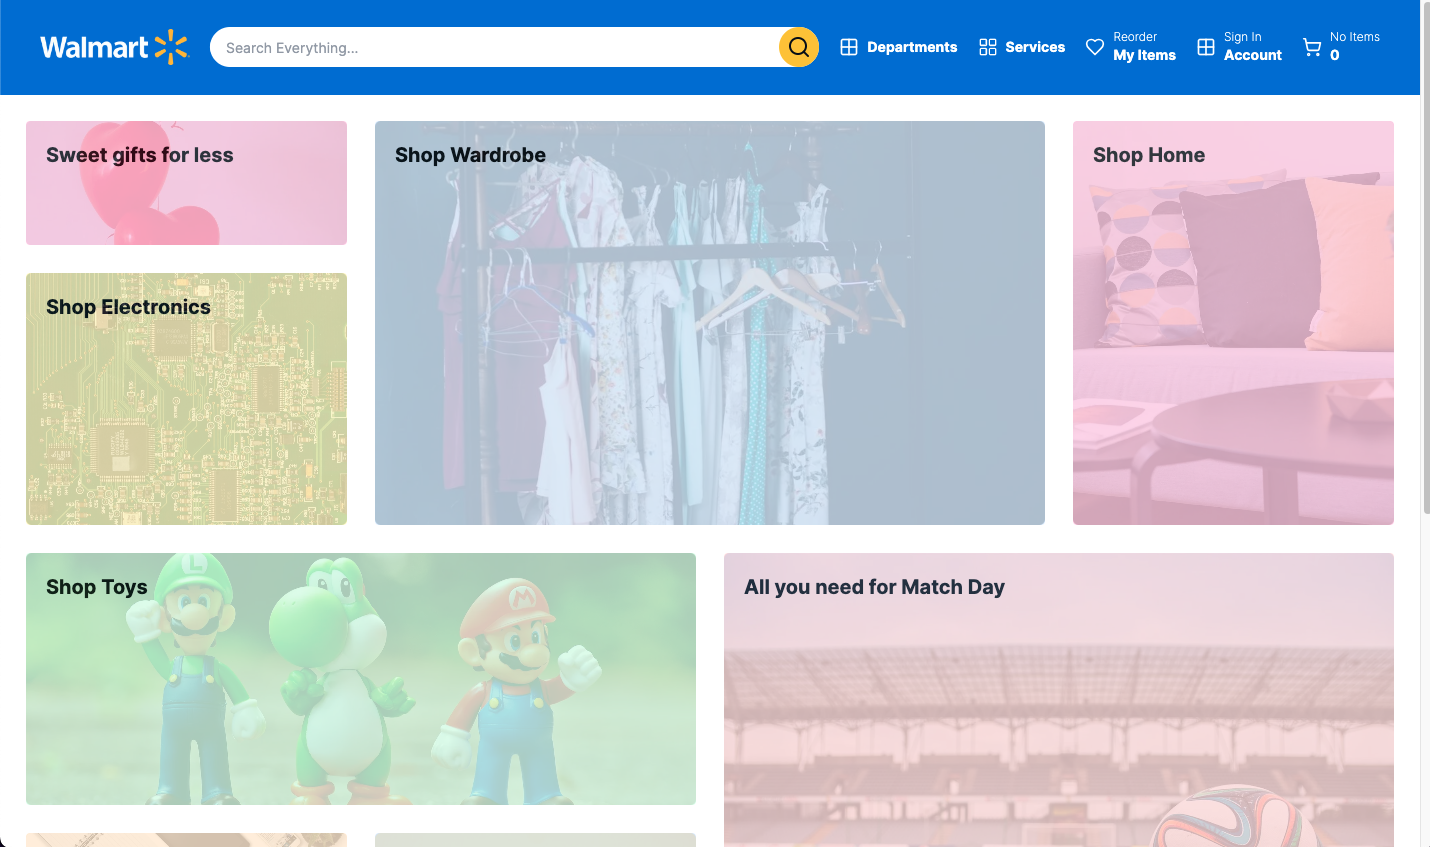 Walmart
Search Everything...
Departments
Services
Reorder
My Items
Sign In
Account
No Items
0
Sweet gifts for less
Shop Wardrobe
Shop Home
Shop Electronics
Shop Toys
L
M
All you need for Match Day